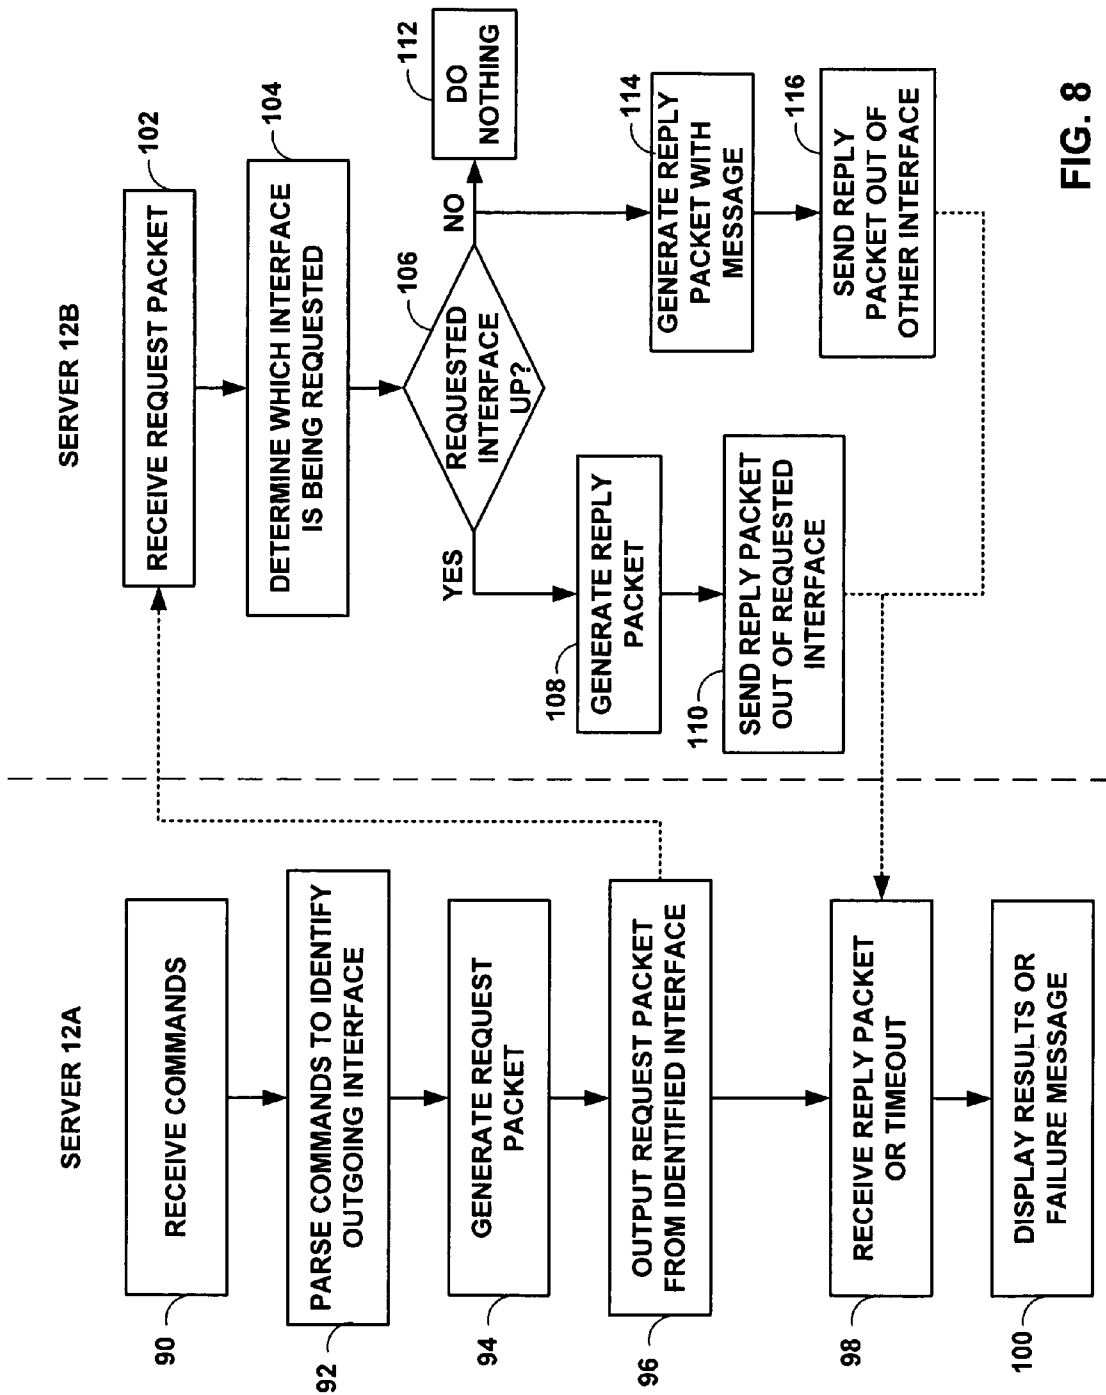 SERVER 12A
90
RECEIVE COMMANDS
92
PARSE COMMANDS TO IDENTIFY
OUTGOING INTERFACE
94
GENERATE REQUEST
PACKET
96
OUTPUT REQUEST PACKET
FROM IDENTIFIED INTERFACE
98
RECEIVE REPLY PACKET
OR TIMEOUT
100
DISPLAY RESULTS OR
FAILURE MESSAGE
SERVER 12B
102
RECEIVE REQUEST PACKET
104
DETERMINE WHICH INTERFACE
IS BEING REQUESTED
106
REQUESTED
INTERFACE
UP?
YES
NO
108
GENERATE REPLY
PACKET
110
SEND REPLY PACKET
OUT OF REQUESTED
INTERFACE
112
DO
NOTHING
114
GENERATE REPLY
PACKET WITH
MESSAGE
116
SEND REPLY
PACKET OUT OF
OTHER INTERFACE
FIG. 8